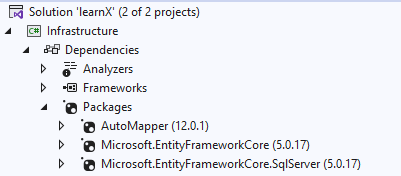 Solution 'learnX' (2 of 2 projects)
C# Infrastructure
Dependencies
Analyzers
Frameworks
Packages
AutoMapper (12.0.1)
Microsoft.EntityFrameworkCore (5.0.17)
Microsoft.EntityFrameworkCore.SqlServer (5.0.17)